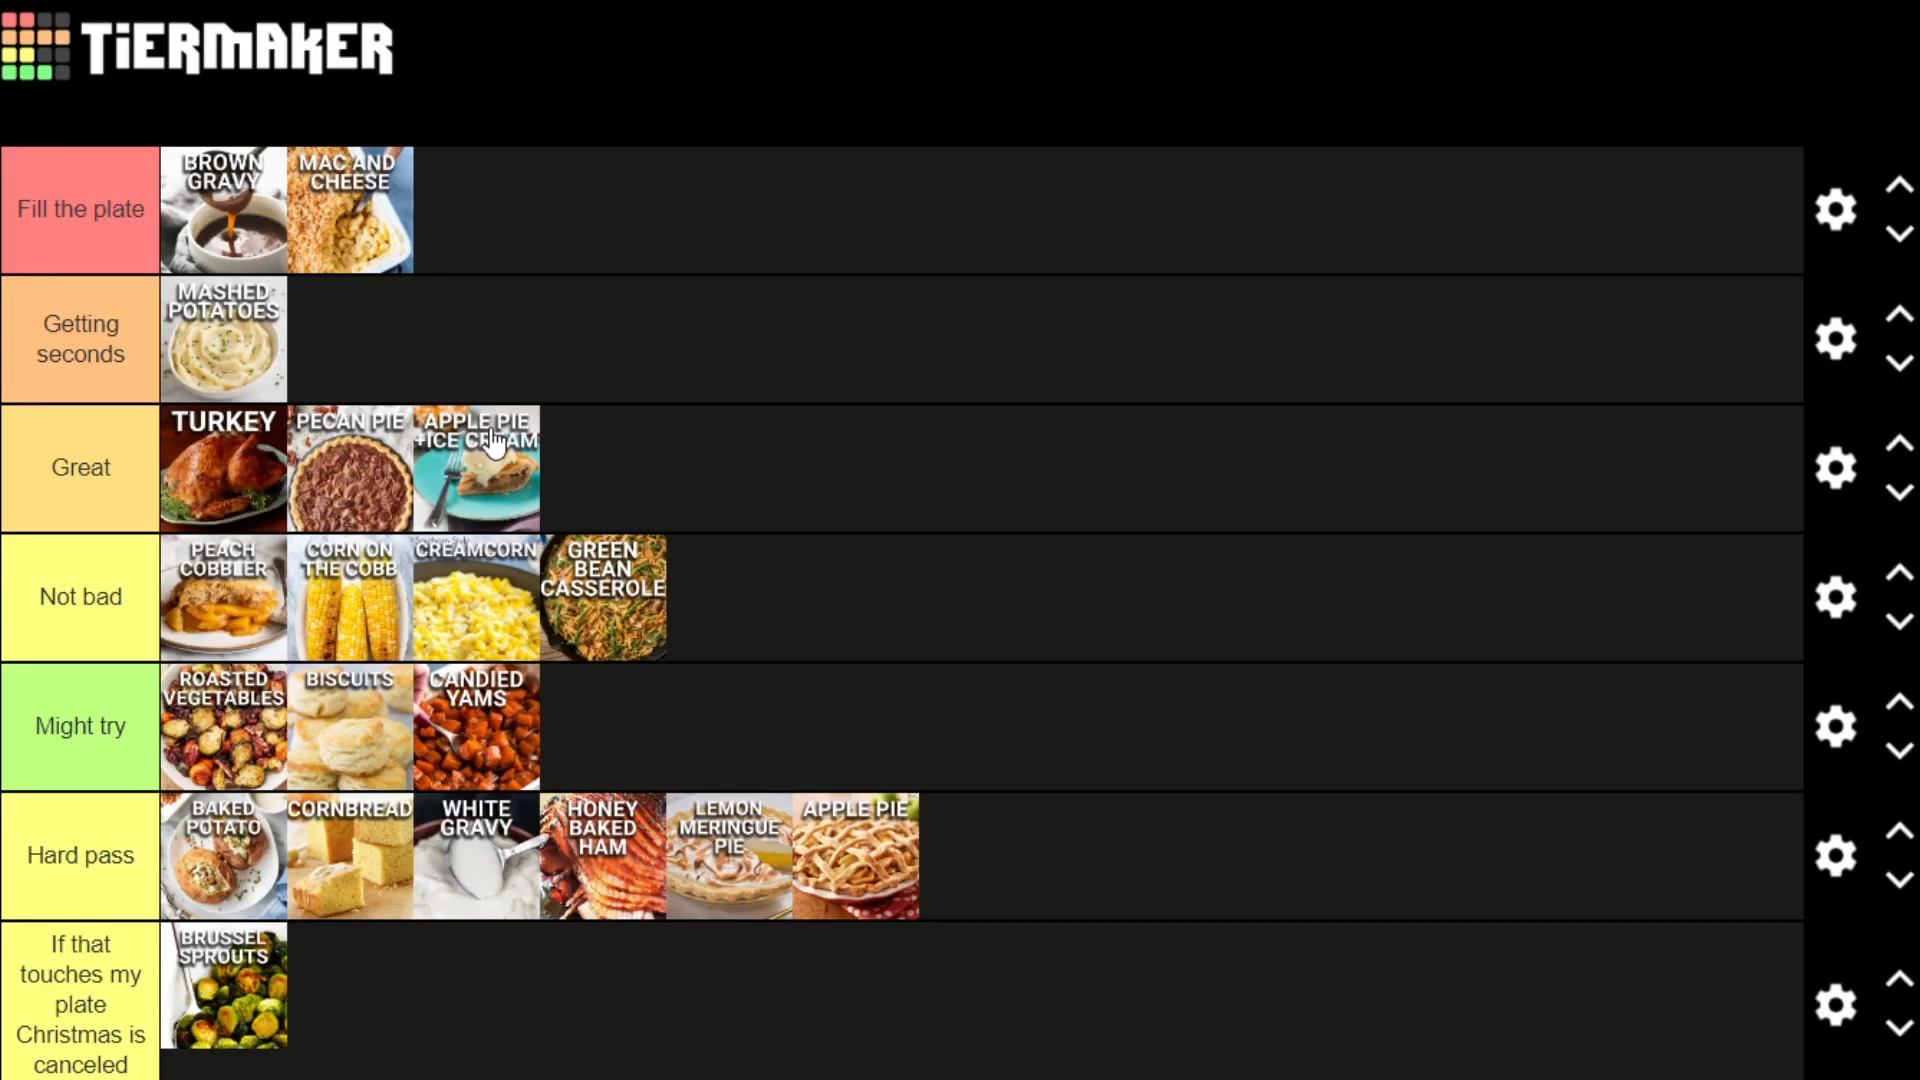 TiERMAKER
Fill the plate
BROWN
GRAVY
MAC AND
CHEESE
Getting
seconds
MASHED
POTATOES
Great
TURKEY
PECAN PIE
APPLE PIE
+ICE CREAM
Not bad
PEACH
COBBLER
CORN ON
THE COBB
CREAMCORN
GREEN
BEAN
CASSEROLE
Might try
ROASTED
VEGETABLES
BISCUITS
CANDIED
YAMS
Hard pass
BAKED
POTATO
CORNBREAD
WHITE
GRAVY
HONEY
BAKED
HAM
LEMON
MERINGUE
PIE
APPLE PIE
If that
touches my
plate
Christmas is
canceled
BRUSSEL
SPROUTS